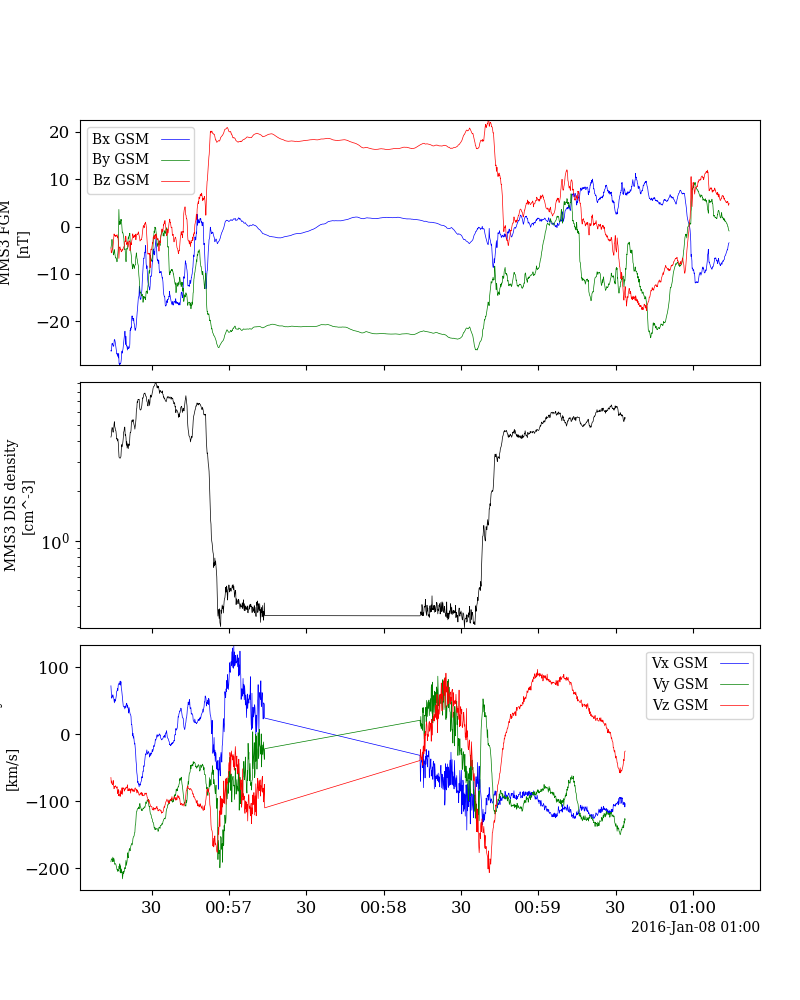 20
10
0
−10
−20
MMS3 FGM
[nT]
Bx GSM
By GSM
Bz GSM
10^0
MMS3 DIS density
[cm^-3]
100
0
−100
−200
[km/s]
Vx GSM
Vy GSM
Vz GSM
30 00:57 30 00:58 30 00:59 30 01:00
2016-Jan-08 01:00